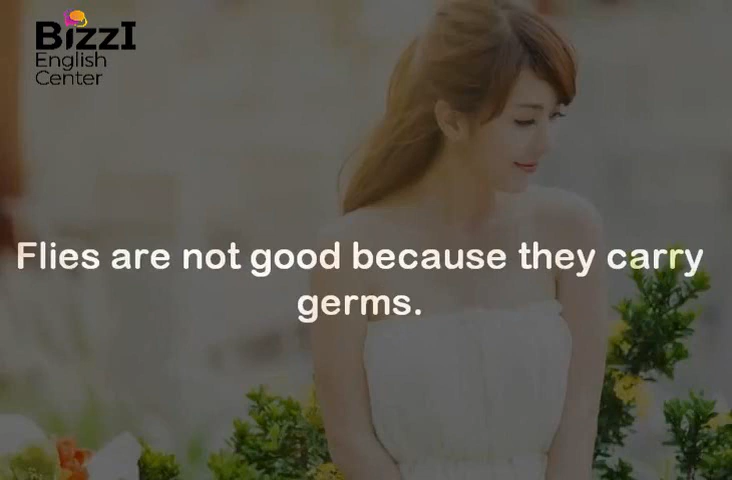 BIZZI
English
Center
Flies are not good because they carry
germs.